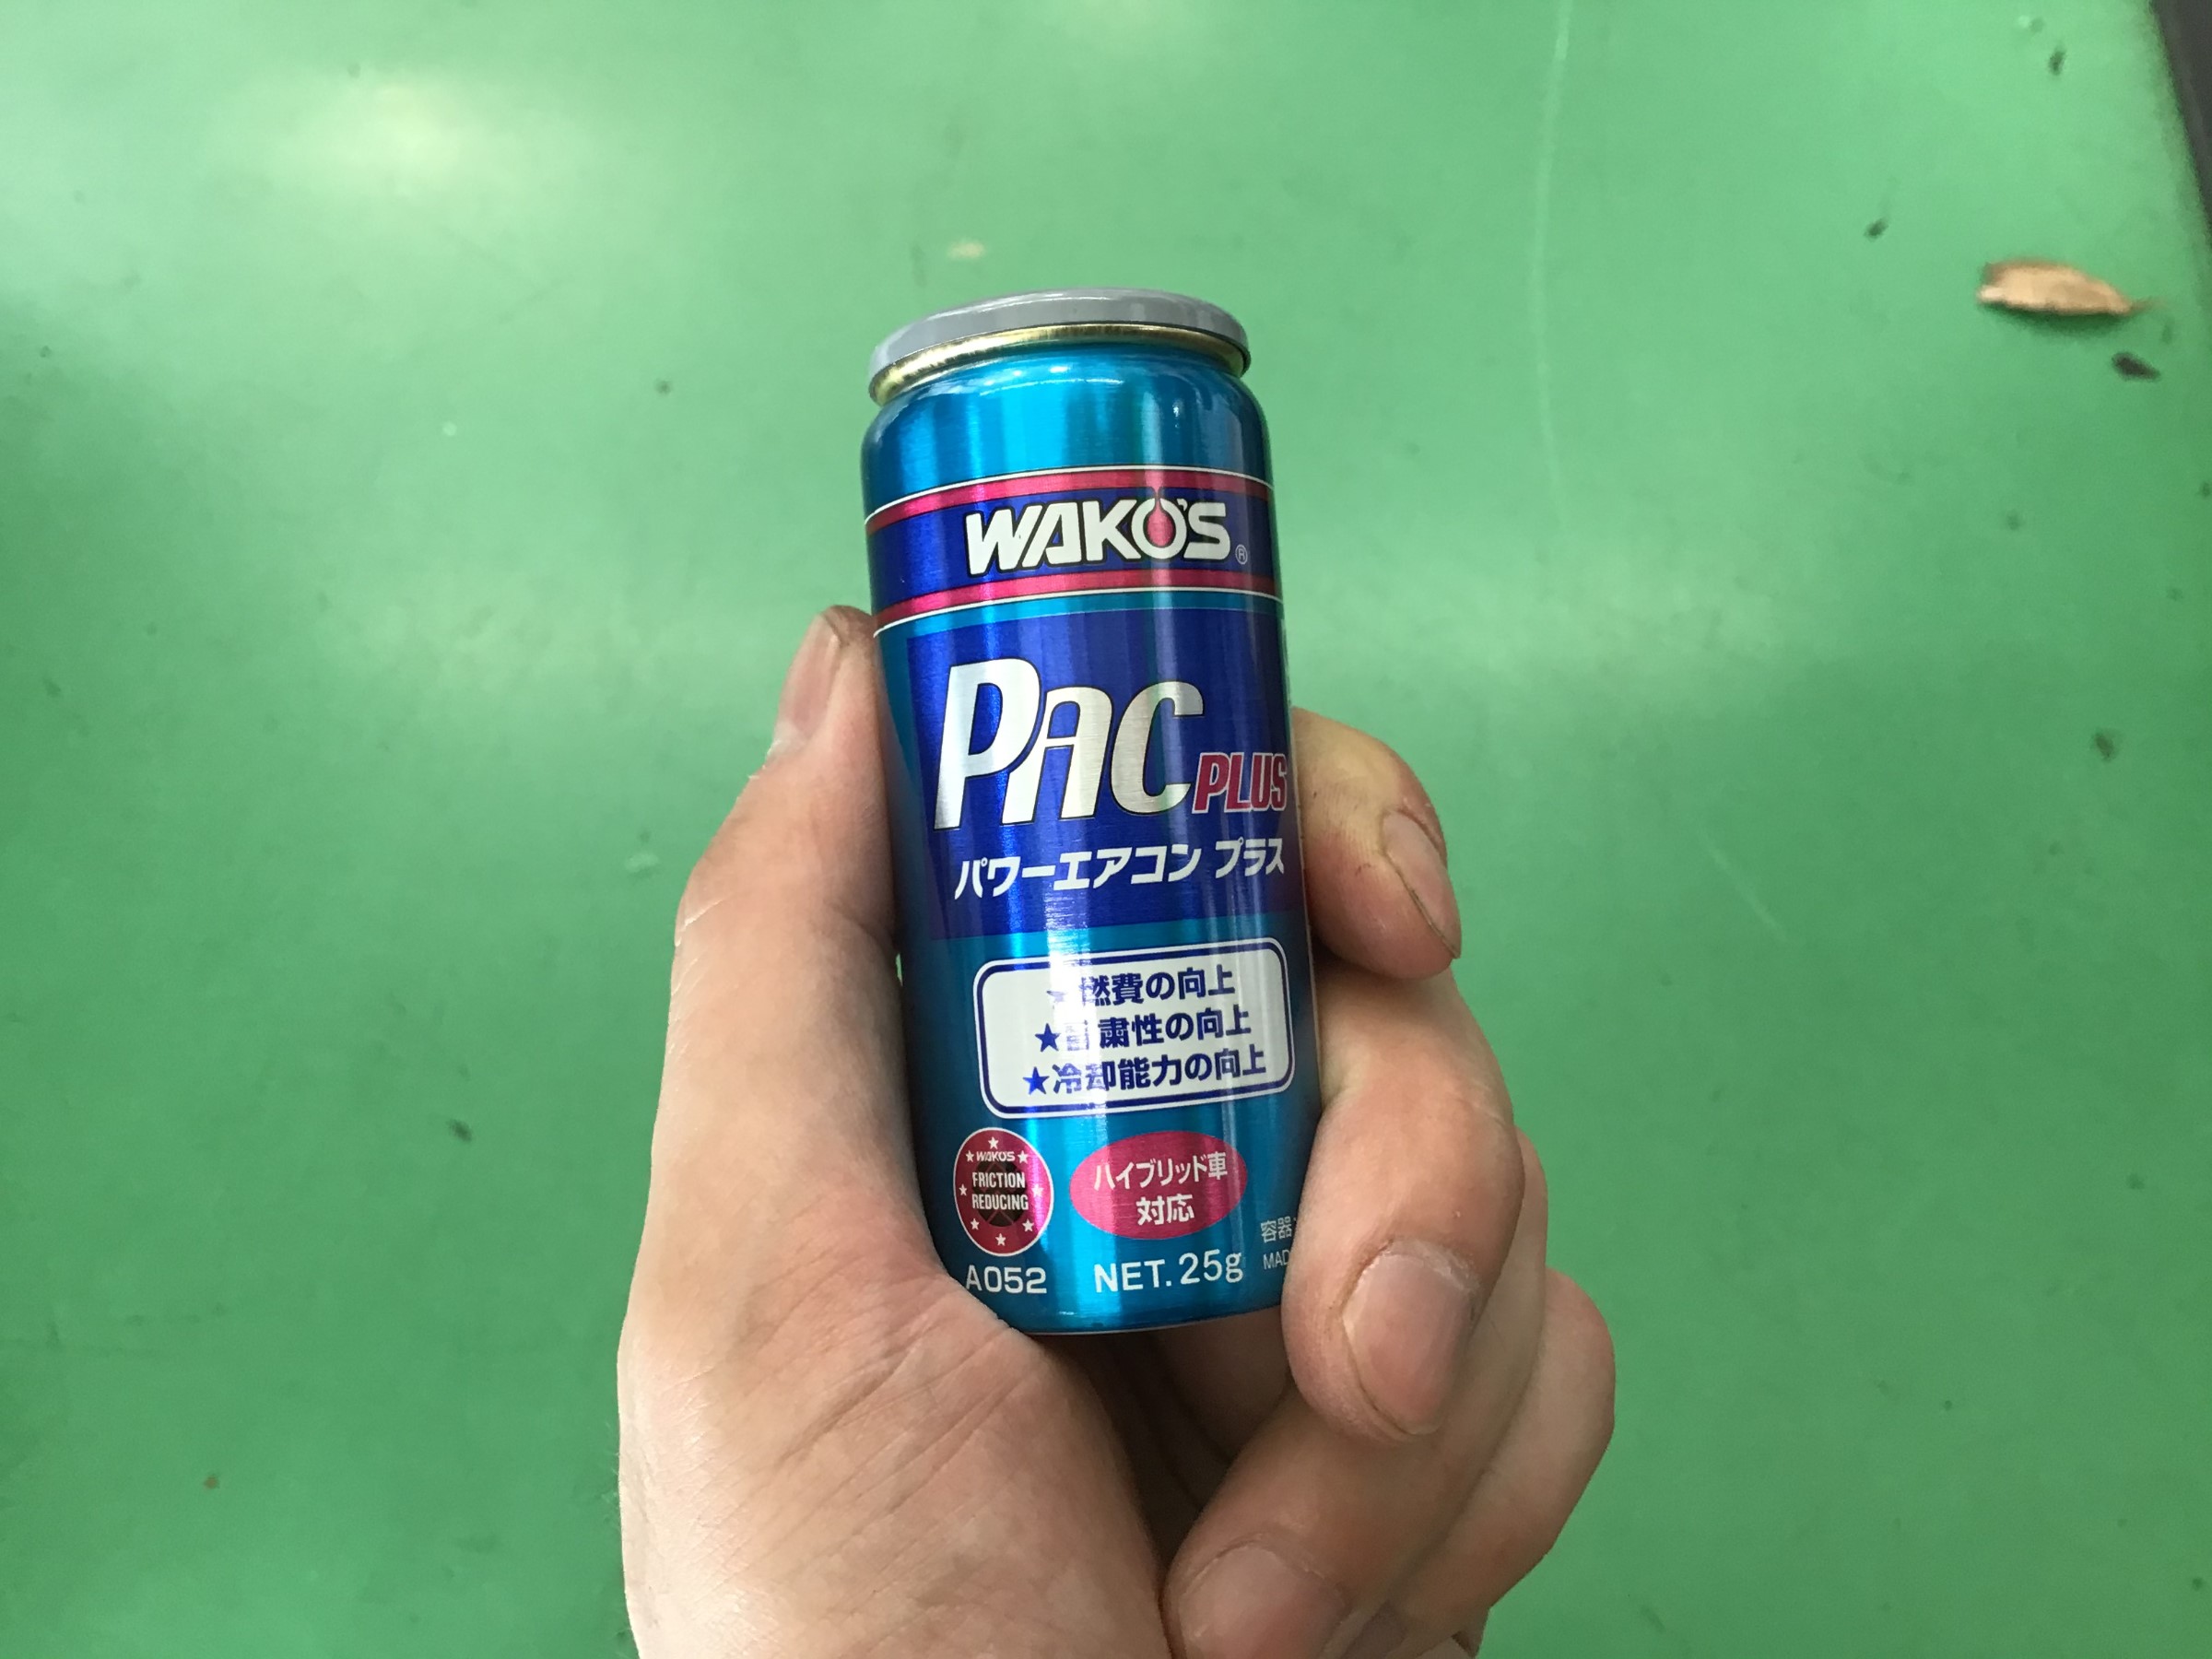 WAKO'S®
PAC PLUS
パワーエアコン プラス
★燃費の向上
★静粛性の向上
★冷却能力の向上
WAKO'S
FRICTION
REDUCING
ハイブリッド車
対応
容器
A052 NET.25g